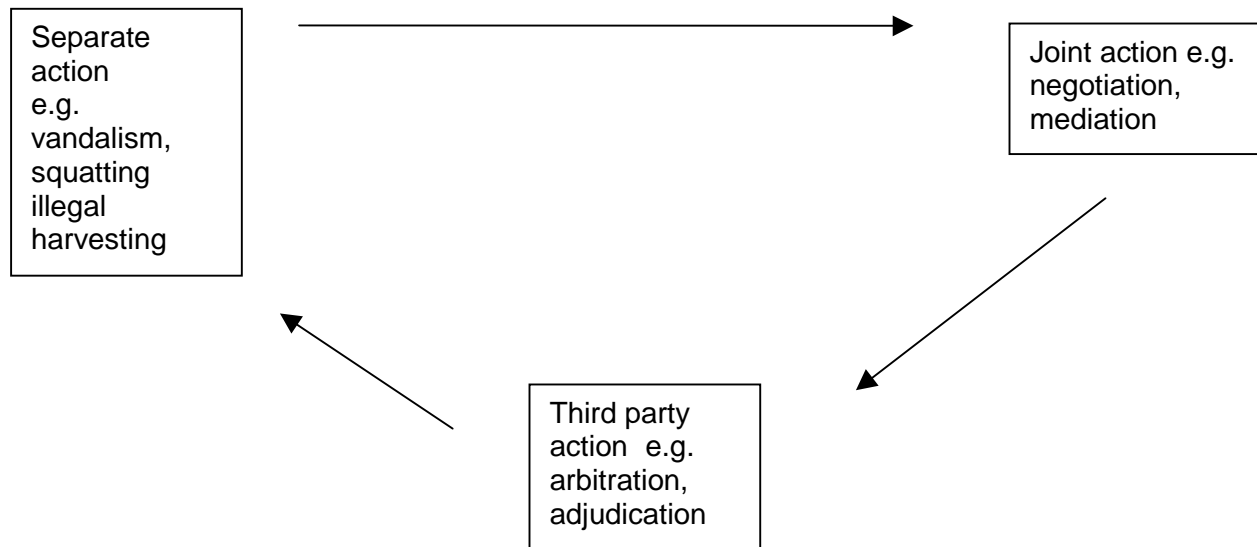 Separate
action
e.g.
vandalism,
squatting
illegal
harvesting
Joint action e.g.
negotiation,
mediation
Third party
action e.g.
arbitration,
adjudication